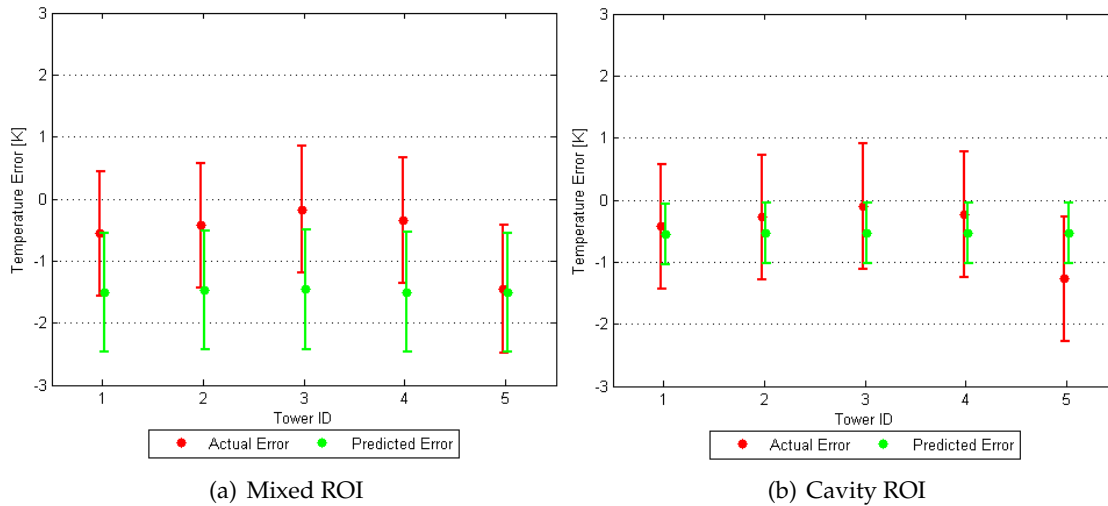 3
2
1
0
-1
-2
-3
Temperature Error [K]
1 2 3 4 5
Tower ID
Actual Error Predicted Error
(a) Mixed ROI
3
2
1
0
-1
-2
-3
Temperature Error [K]
1 2 3 4 5
Tower ID
Actual Error Predicted Error
(b) Cavity ROI